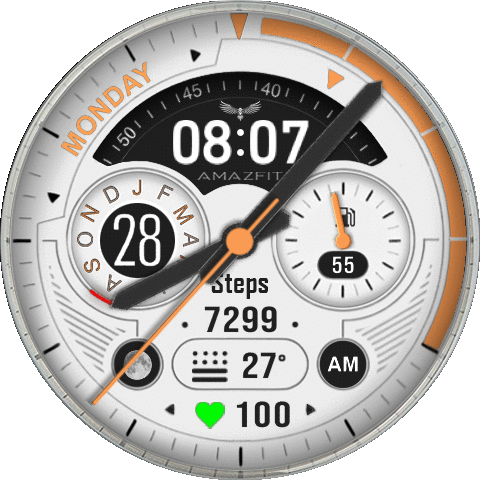 MONDAY
50 45 40
08:07
AMAZFIT
D J F M A
N
O
S
A
28
55
Steps
7299
27°
AM
100